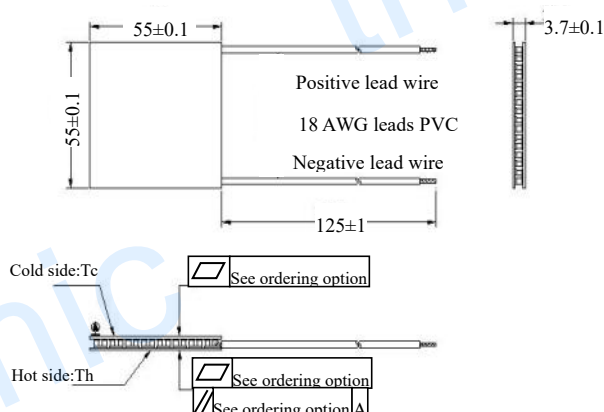 55±0.1
3.7±0.1
55±0.1
Positive lead wire
18 AWG leads PVC
Negative lead wire
125±1
Cold side:Tc
See ordering option
A
Hot side:Th
See ordering option
See ordering option A